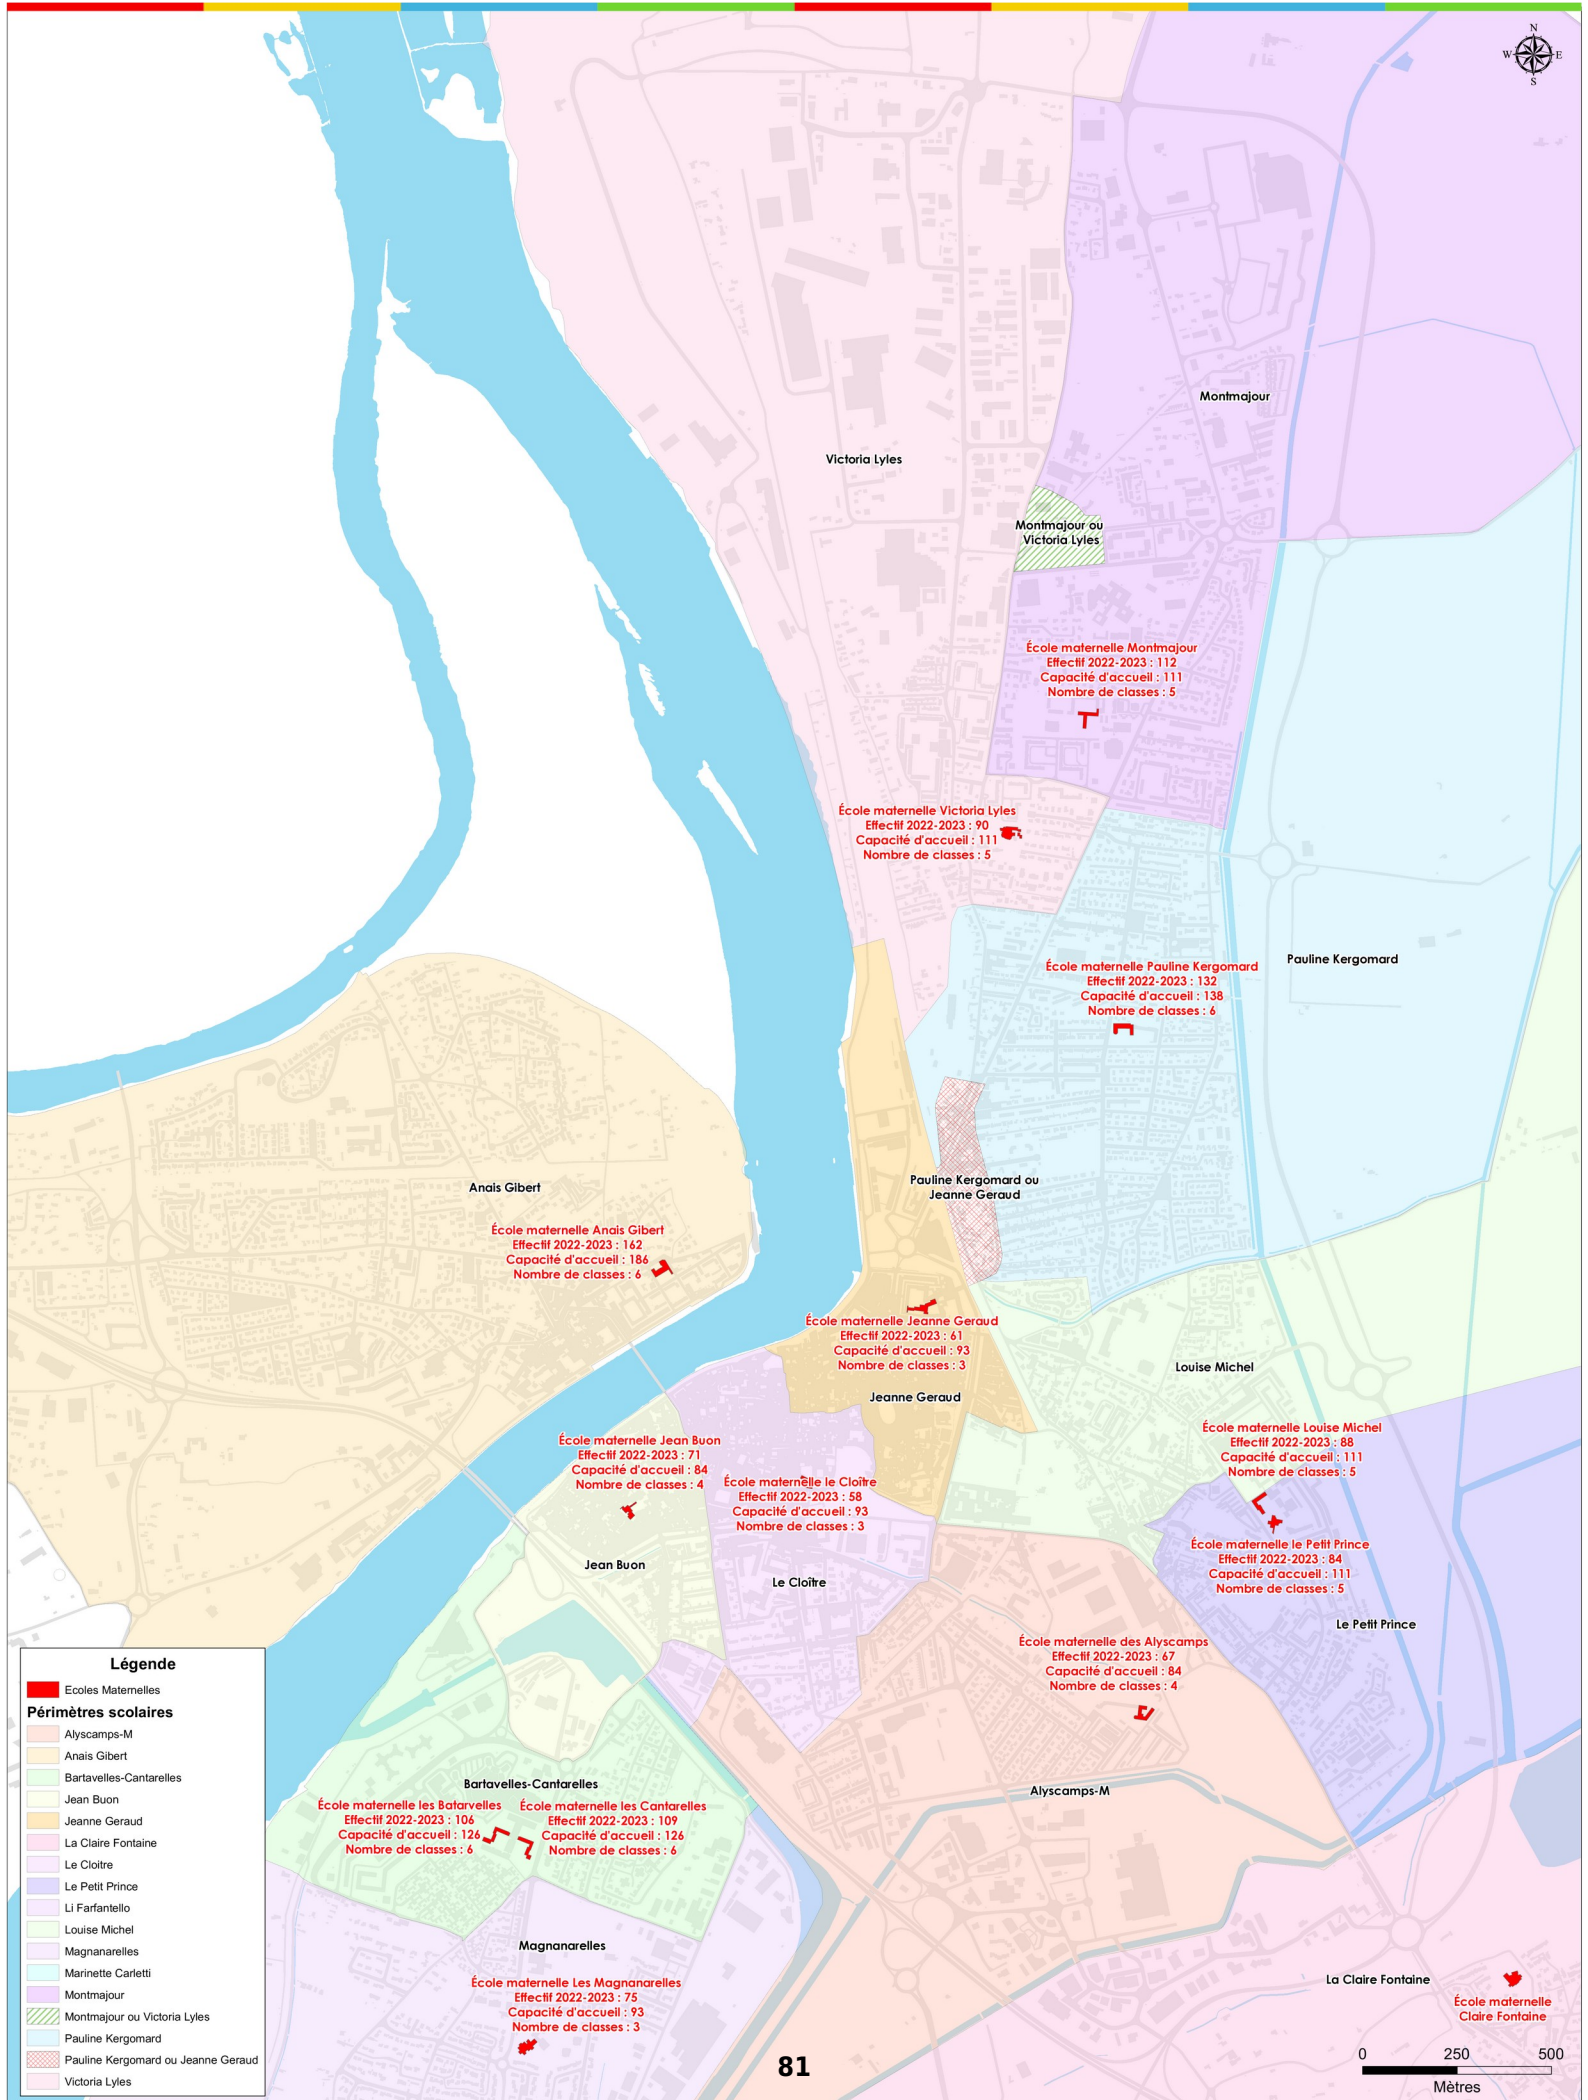 N
W E
S
Montmajour
Victoria Lyles
Montmajour ou
Victoria Lyles
École maternelle Montmajour
Effectif 2022-2023 : 112
Capacité d'accueil : 111
Nombre de classes : 5
École maternelle Victoria Lyles
Effectif 2022-2023 : 90
Capacité d'accueil : 111
Nombre de classes : 5
Pauline Kergomard
École maternelle Pauline Kergomard
Effectif 2022-2023 : 132
Capacité d'accueil : 138
Nombre de classes : 6
Pauline Kergomard ou
Jeanne Geraud
Anais Gibert
École maternelle Anais Gibert
Effectif 2022-2023 : 162
Capacité d'accueil : 186
Nombre de classes : 6
École maternelle Jeanne Geraud
Effectif 2022-2023 : 61
Capacité d'accueil : 93
Nombre de classes : 3
Jeanne Geraud
Louise Michel
École maternelle Louise Michel
Effectif 2022-2023 : 88
Capacité d'accueil : 111
Nombre de classes : 5
École maternelle Jean Buon
Effectif 2022-2023 : 71
Capacité d'accueil : 84
Nombre de classes : 4
École maternelle le Cloître
Effectif 2022-2023 : 58
Capacité d'accueil : 93
Nombre de classes : 3
École maternelle le Petit Prince
Effectif 2022-2023 : 84
Capacité d'accueil : 111
Nombre de classes : 5
Jean Buon
Le Cloître
Le Petit Prince
École maternelle des Alyscamps
Effectif 2022-2023 : 67
Capacité d'accueil : 84
Nombre de classes : 4
Alyscamps-M
Bartavelles-Cantarelles
École maternelle les Batarvelles
Effectif 2022-2023 : 106
Capacité d'accueil : 126
Nombre de classes : 6
École maternelle les Cantarelles
Effectif 2022-2023 : 109
Capacité d'accueil : 126
Nombre de classes : 6
Magnanarelles
École maternelle Les Magnanarelles
Effectif 2022-2023 : 75
Capacité d'accueil : 93
Nombre de classes : 3
La Claire Fontaine
École maternelle
Claire Fontaine
Légende
Ecoles Maternelles
Périmètres scolaires
Alyscamps-M
Anais Gibert
Bartavelles-Cantarelles
Jean Buon
Jeanne Geraud
La Claire Fontaine
Le Cloitre
Le Petit Prince
Li Farfantello
Louise Michel
Magnanarelles
Marinette Carletti
Montmajour
Montmajour ou Victoria Lyles
Pauline Kergomard
Pauline Kergomard ou Jeanne Geraud
Victoria Lyles
81
0 250 500
Mètres